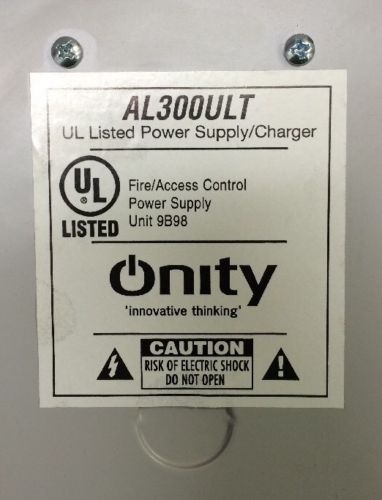 AL300ULT
UL Listed Power Supply/Charger
UL
®
LISTED
Fire/Access Control
Power Supply
Unit 9B98
Onity
'innovative thinking'
CAUTION
RISK OF ELECTRIC SHOCK
DO NOT OPEN
!